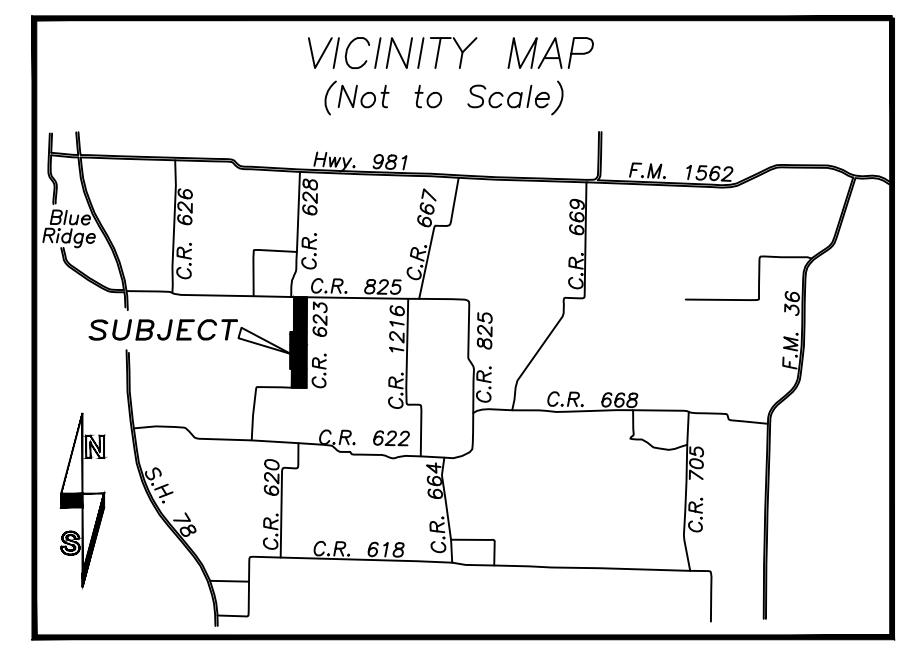 VICINITY MAP
(Not to Scale)
Hwy. 981
F.M. 1562
Blue
Ridge
C.R. 626
C.R. 628
C.R. 667
C.R. 669
C.R. 825
SUBJECT
C.R. 623
C.R. 1216
C.R. 825
F.M. 36
C.R. 668
N
S
C.R. 622
S.H. 78
C.R. 620
C.R. 664
C.R. 705
C.R. 618